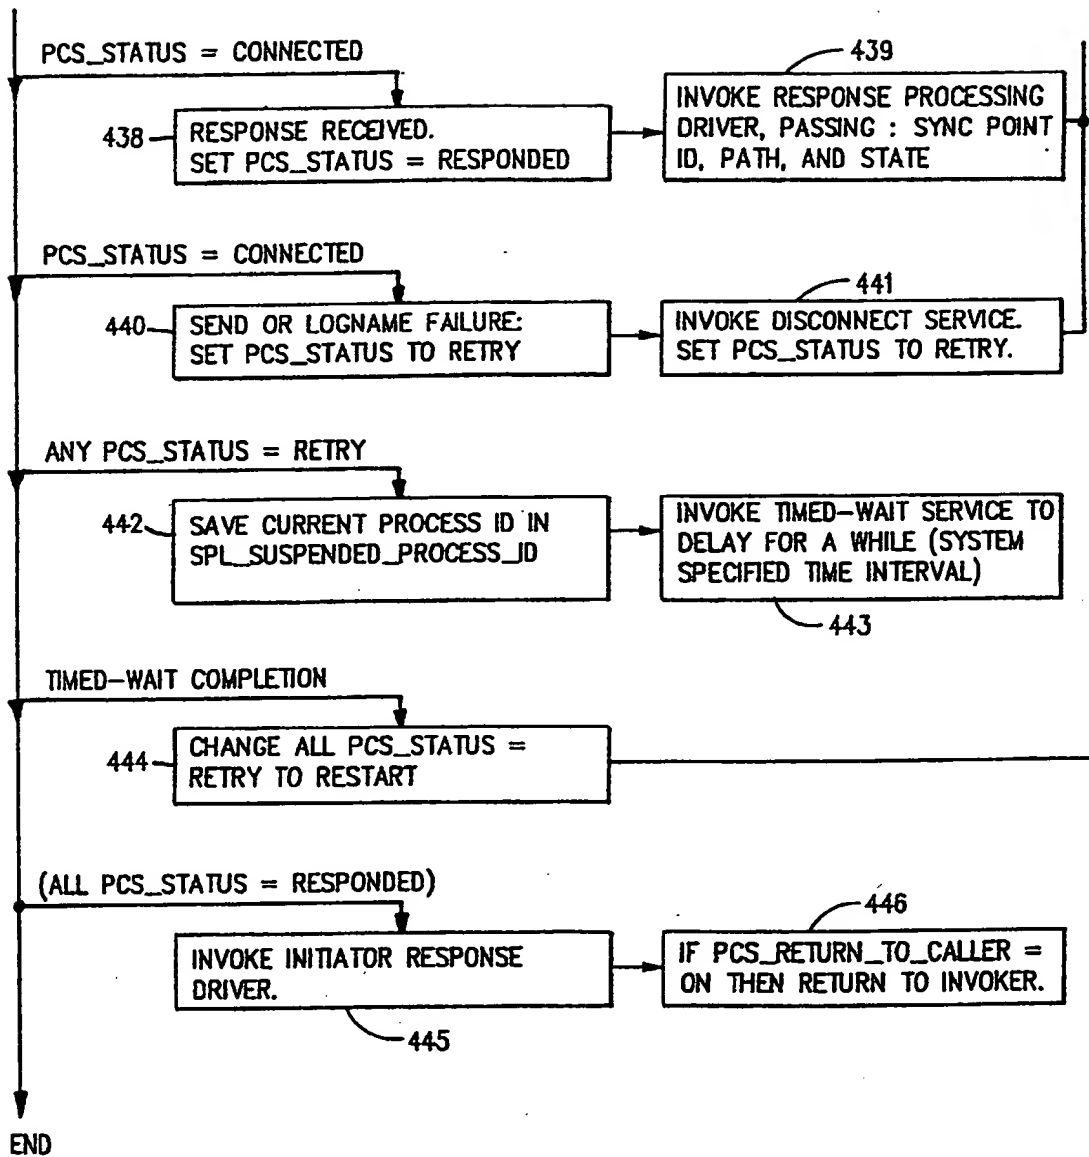 PCS_STATUS = CONNECTED
438
RESPONSE RECEIVED.
SET PCS_STATUS = RESPONDED
439
INVOKE RESPONSE PROCESSING
DRIVER, PASSING : SYNC POINT
ID, PATH, AND STATE
PCS_STATUS = CONNECTED
440
SEND OR LOGNAME FAILURE:
SET PCS_STATUS TO RETRY
441
INVOKE DISCONNECT SERVICE.
SET PCS_STATUS TO RETRY.
ANY PCS_STATUS = RETRY
442
SAVE CURRENT PROCESS ID IN
SPL_SUSPENDED_PROCESS_ID
INVOKE TIMED-WAIT SERVICE TO
DELAY FOR A WHILE (SYSTEM
SPECIFIED TIME INTERVAL)
443
TIMED-WAIT COMPLETION
444
CHANGE ALL PCS_STATUS =
RETRY TO RESTART
(ALL PCS_STATUS = RESPONDED)
INVOKE INITIATOR RESPONSE
DRIVER.
445
446
IF PCS_RETURN_TO_CALLER =
ON THEN RETURN TO INVOKER.
END